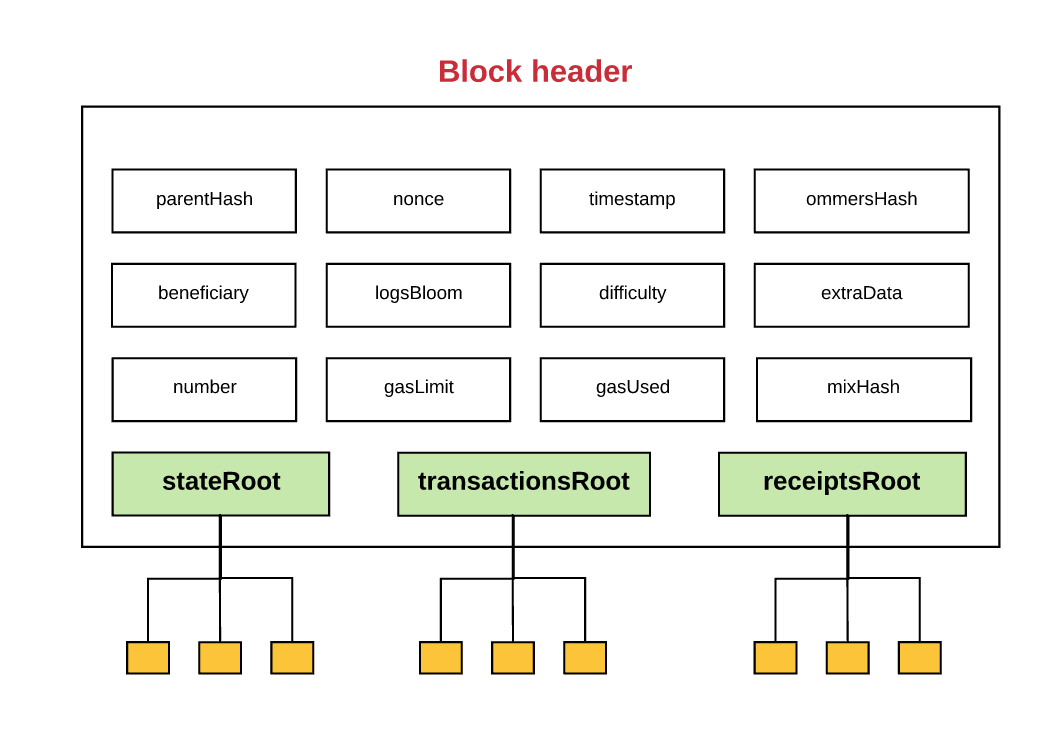 Block header
parentHash
nonce
timestamp
ommersHash
beneficiary
logsBloom
difficulty
extraData
number
gasLimit
gasUsed
mixHash
stateRoot
transactionsRoot
receiptsRoot